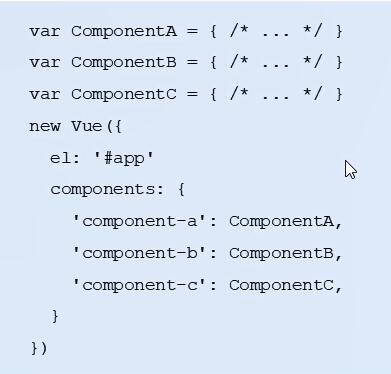 var ComponentA = { /* ... */ }
var ComponentB = { /* ... */ }
var ComponentC = { /* ... */ }
new Vue({
  el: '#app'
  components: {
    'component-a': ComponentA,
    'component-b': ComponentB,
    'component-c': ComponentC,
  }
})